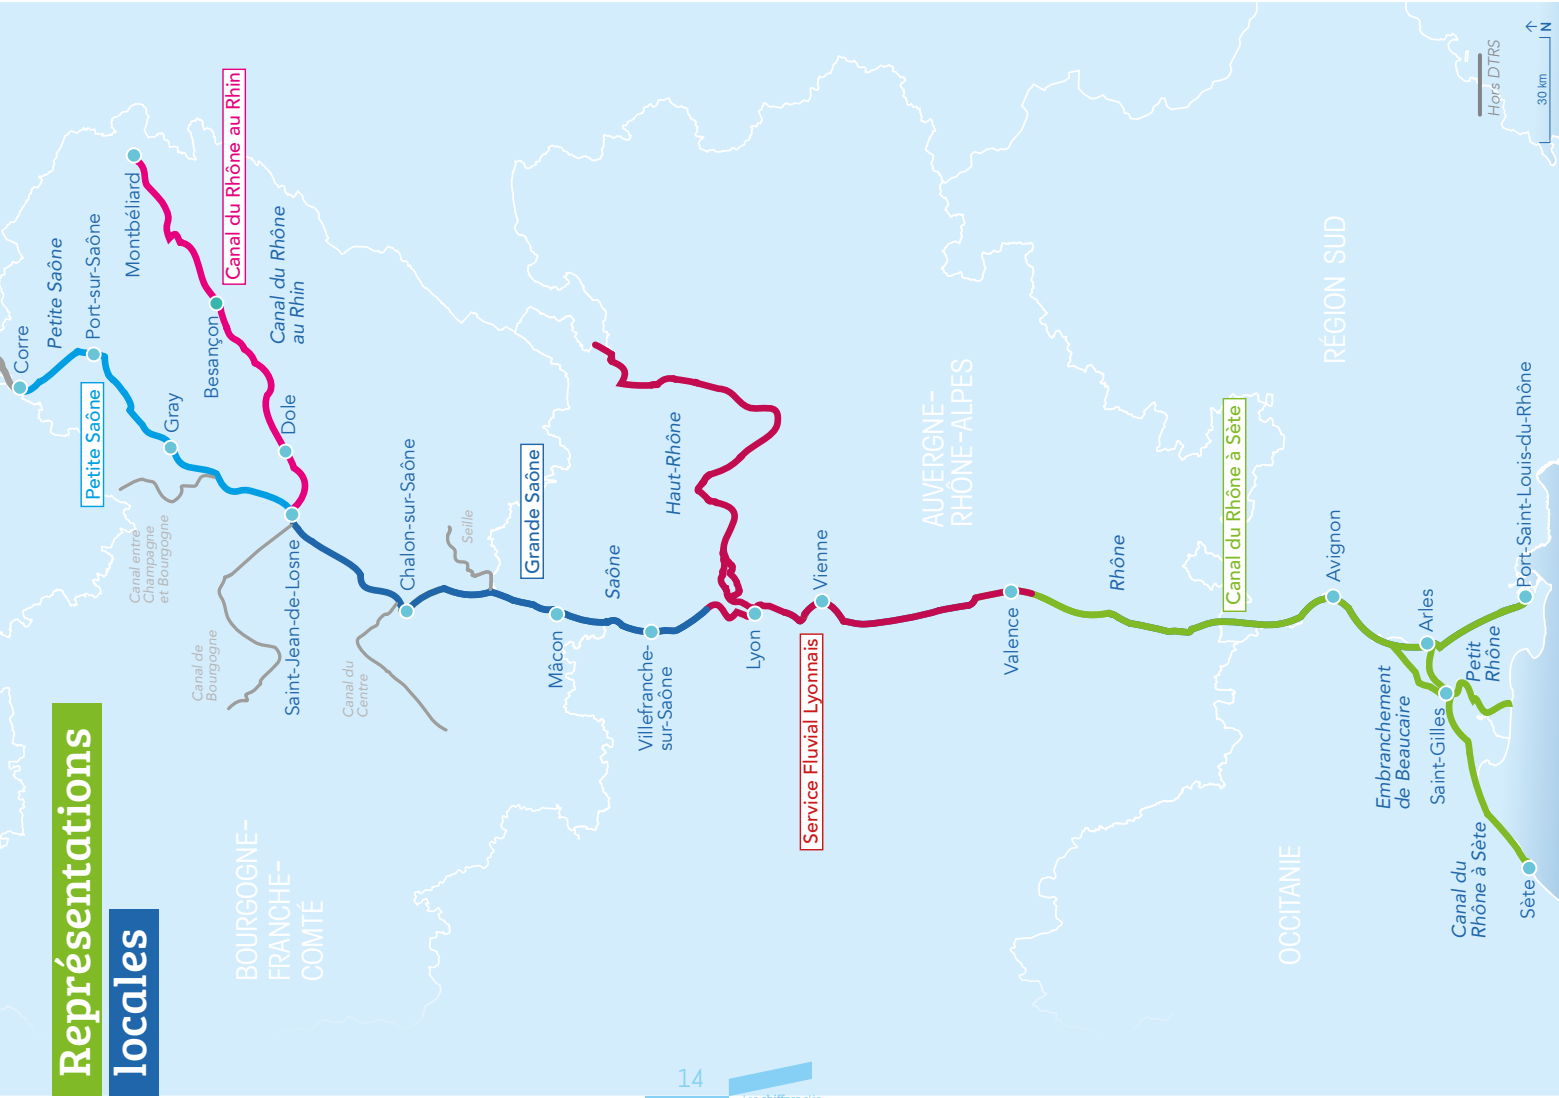 Représentations
locales
Corre
Petite Saône
Port-sur-Saône
Petite Saône
Gray
Montbéliard
Canal du Rhône au Rhin
Besançon
Canal du Rhône
au Rhin
Dole
Canal entre
Champagne
et Bourgogne
Canal de
Bourgogne
Saint-Jean-de-Losne
Canal du
Centre
Chalon-sur-Saône
Seille
Grande Saône
Saône
Mâcon
Villefranche-
sur-Saône
BOURGOGNE-
FRANCHE-
COMTÉ
Haut-Rhône
Lyon
Vienne
Service Fluvial Lyonnais
AUVERGNE-
RHÔNE-ALPES
Valence
Rhône
Canal du Rhône à Sète
RÉGION SUD
OCCITANIE
Avignon
Arles
Embranchement
de Beaucaire
Saint-Gilles
Petit
Rhône
Port-Saint-Louis-du-Rhône
Canal du
Rhône à Sète
Sète
Hors DTRS
30 km
N
14
Les chiffres clés